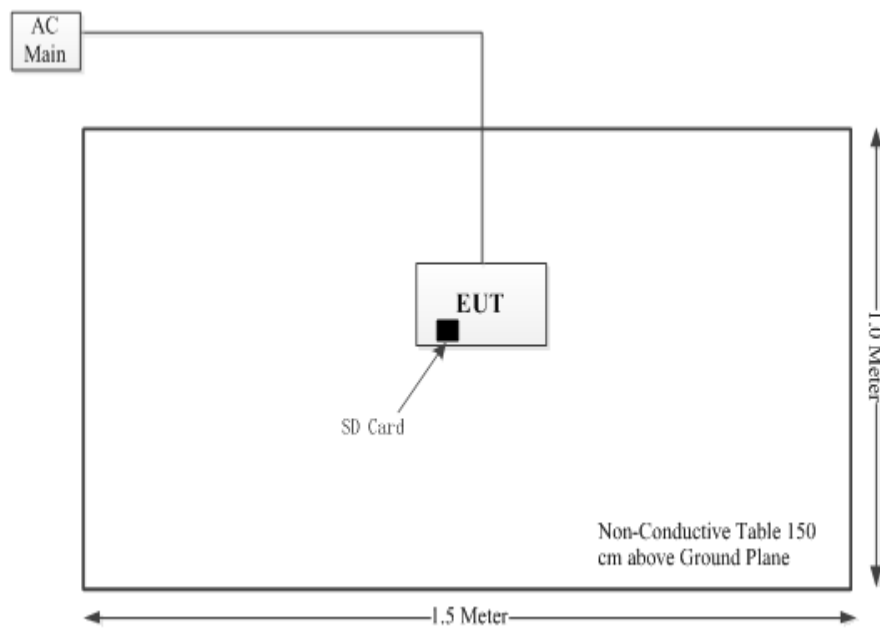 AC
Main
EUT
SD Card
1.0 Meter
Non-Conductive Table 150
cm above Ground Plane
1.5 Meter